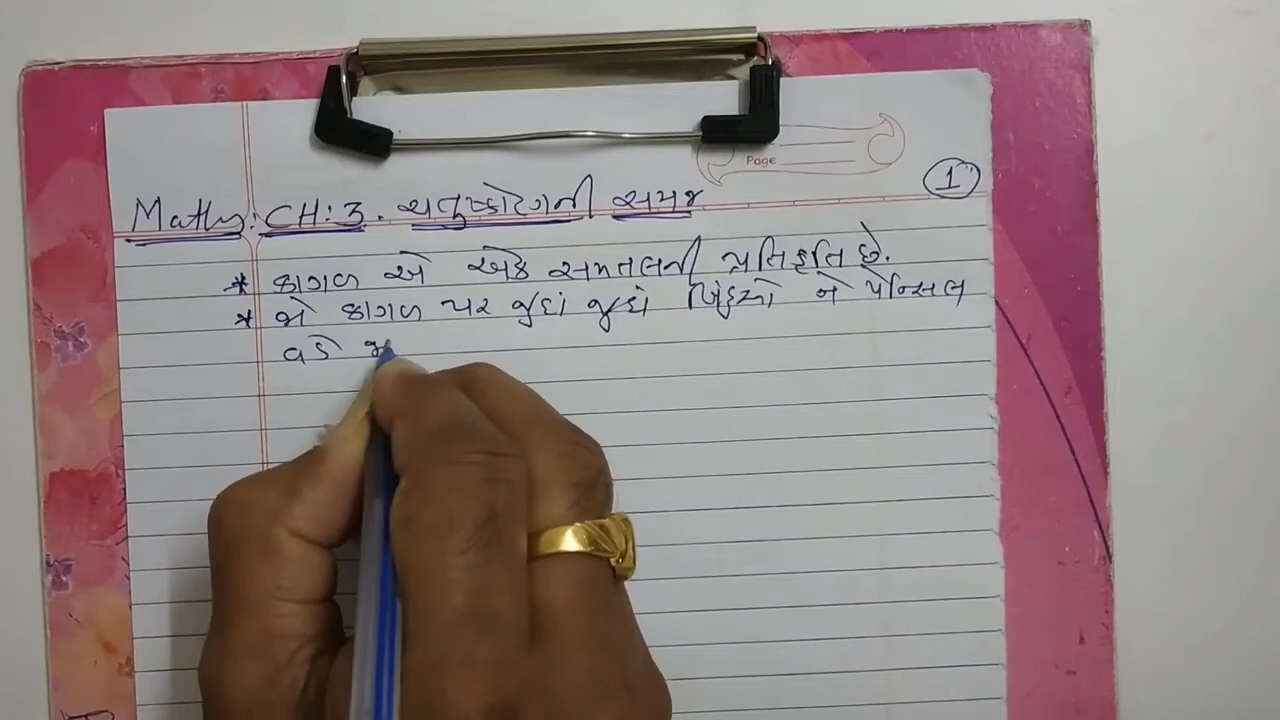 Page
1
Maths: CH:3. ચતુષ્કોણની સમજ
* કાગળ એ એક સમતલની પ્રતિકૃતિ છે.
* જો કાગળ પર જુદાં જુદાં બિંદુઓ ને પેન્સિલ
વડે